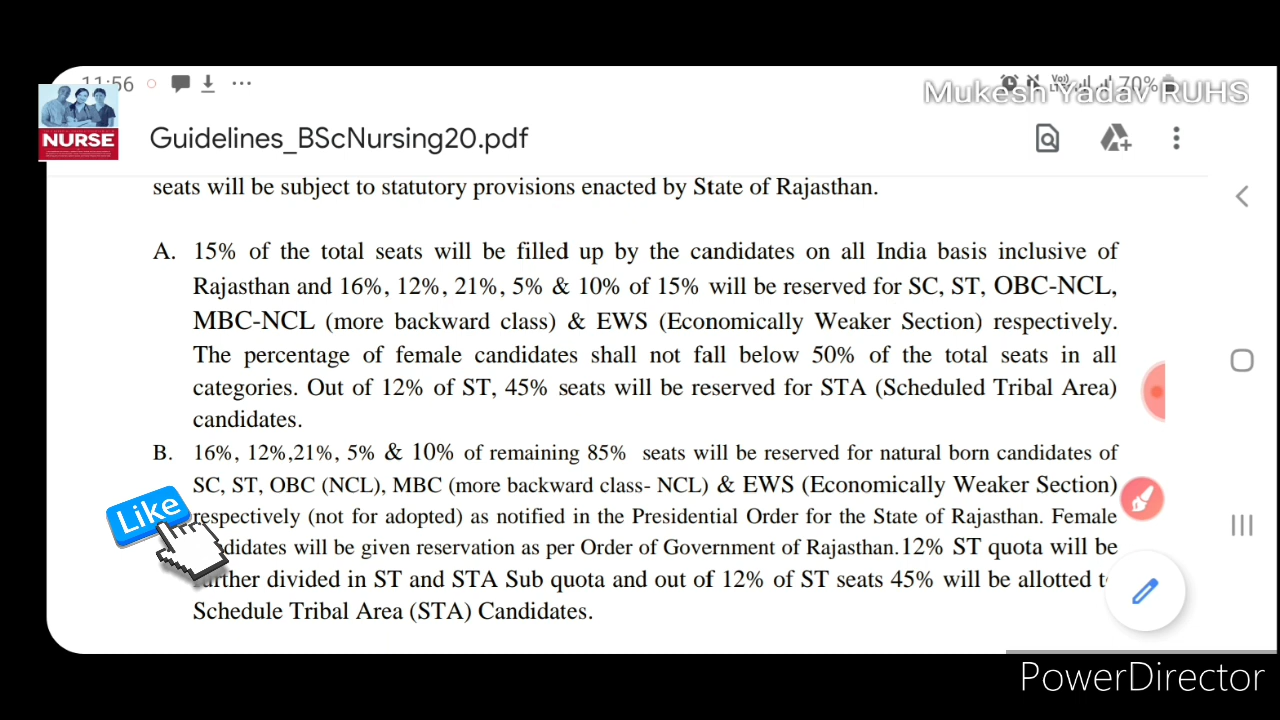 11:56
70%
Mukesh Yadav RUHS
NURSE
Guidelines_BScNursing20.pdf
seats will be subject to statutory provisions enacted by State of Rajasthan.
A. 15% of the total seats will be filled up by the candidates on all India basis inclusive of
Rajasthan and 16%, 12%, 21%, 5% & 10% of 15% will be reserved for SC, ST, OBC-NCL,
MBC-NCL (more backward class) & EWS (Economically Weaker Section) respectively.
The percentage of female candidates shall not fall below 50% of the total seats in all
categories. Out of 12% of ST, 45% seats will be reserved for STA (Scheduled Tribal Area)
candidates.
B. 16%, 12%,21%, 5% & 10% of remaining 85% seats will be reserved for natural born candidates of
SC, ST, OBC (NCL), MBC (more backward class- NCL) & EWS (Economically Weaker Section)
Like
respectively (not for adopted) as notified in the Presidential Order for the State of Rajasthan. Female
didates will be given reservation as per Order of Government of Rajasthan.12% ST quota will be
further divided in ST and STA Sub quota and out of 12% of ST seats 45% will be allotted t
Schedule Tribal Area (STA) Candidates.
PowerDirector